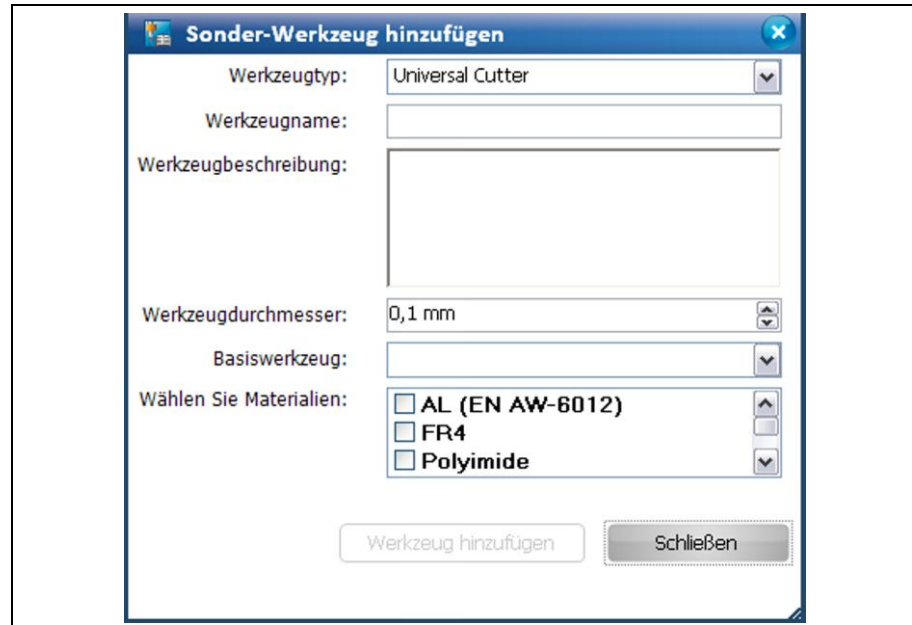 Sonder-Werkzeug hinzufügen
Werkzeugtyp: Universal Cutter
Werkzeugname:
Werkzeugbeschreibung:
Werkzeugdurchmesser: 0,1 mm
Basiswerkzeug:
Wählen Sie Materialien: AL (EN AW-6012)
FR4
Polyimide
Werkzeug hinzufügen Schließen